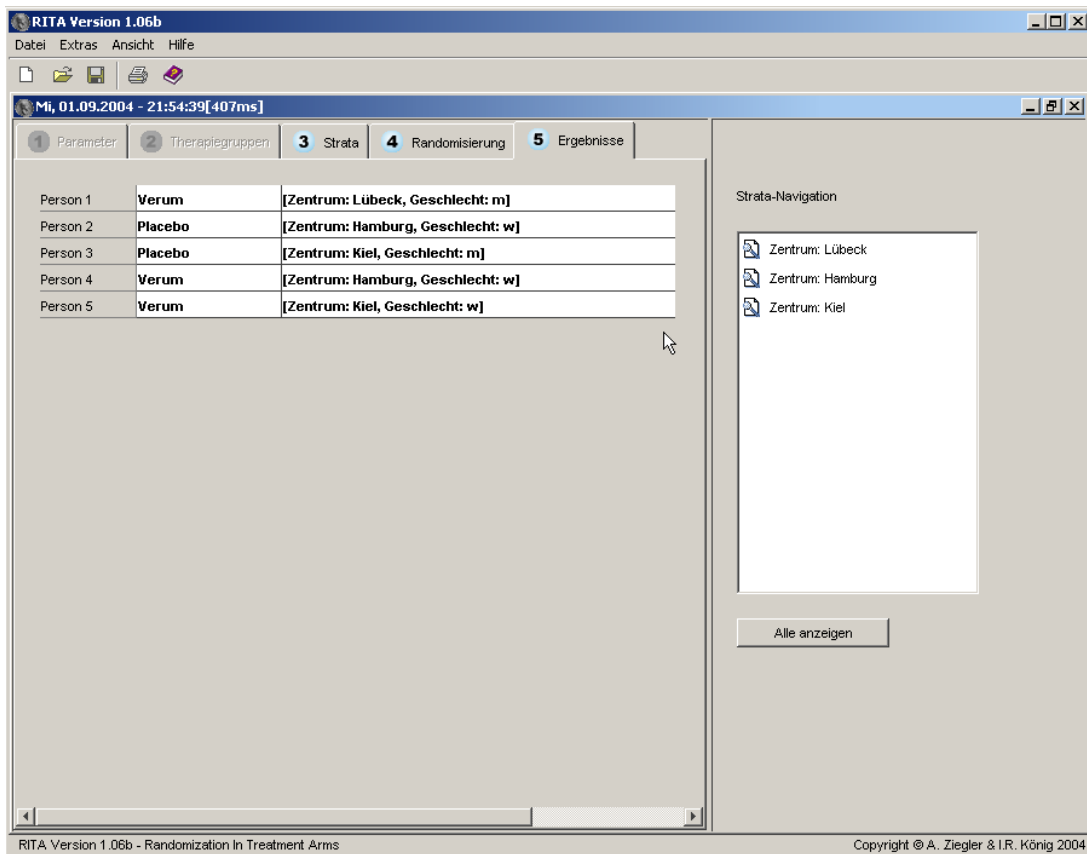 RITA Version 1.06b
Datei Extras Ansicht Hilfe
Mi, 01.09.2004 - 21:54:39[407ms]
1 Parameter 2 Therapiegruppen 3 Strata 4 Randomisierung 5 Ergebnisse
Person 1 Verum [Zentrum: Lübeck, Geschlecht: m]
Person 2 Placebo [Zentrum: Hamburg, Geschlecht: w]
Person 3 Placebo [Zentrum: Kiel, Geschlecht: m]
Person 4 Verum [Zentrum: Hamburg, Geschlecht: w]
Person 5 Verum [Zentrum: Kiel, Geschlecht: w]
Strata-Navigation
Zentrum: Lübeck
Zentrum: Hamburg
Zentrum: Kiel
Alle anzeigen
RITA Version 1.06b - Randomization In Treatment Arms
Copyright © A. Ziegler & I.R. König 2004